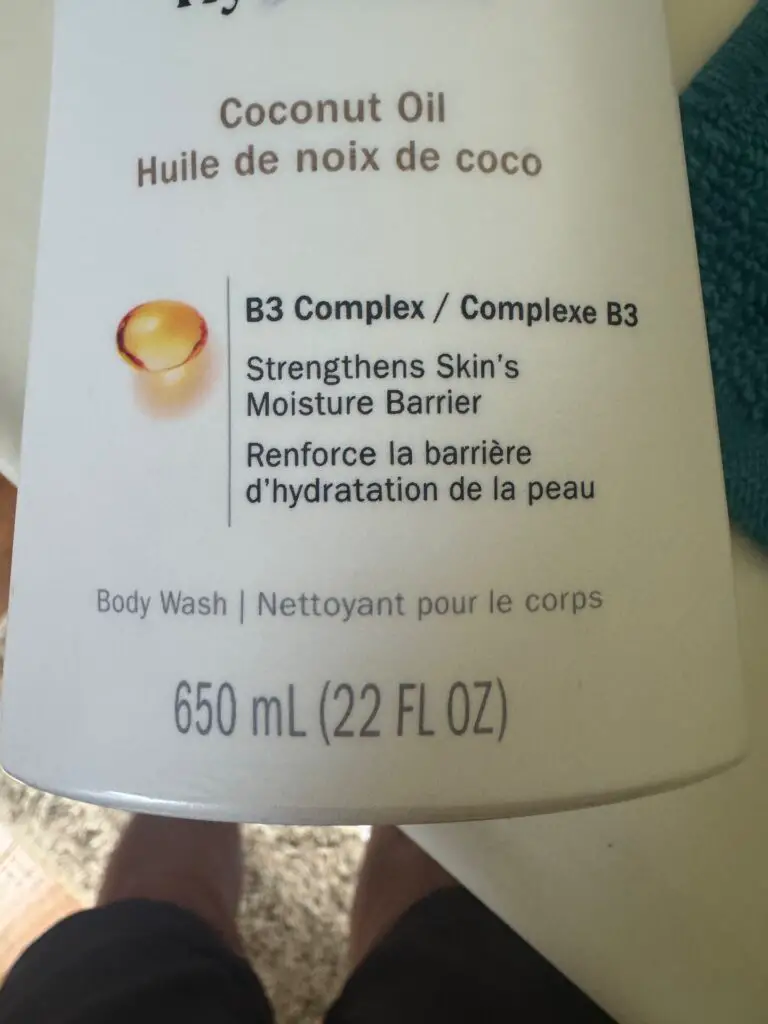 Coconut Oil
Huile de noix de coco
B3 Complex / Complexe B3
Strengthens Skin's
Moisture Barrier
Renforce la barrière
d'hydratation de la peau
Body Wash | Nettoyant pour le corps
650 mL (22 FL OZ)